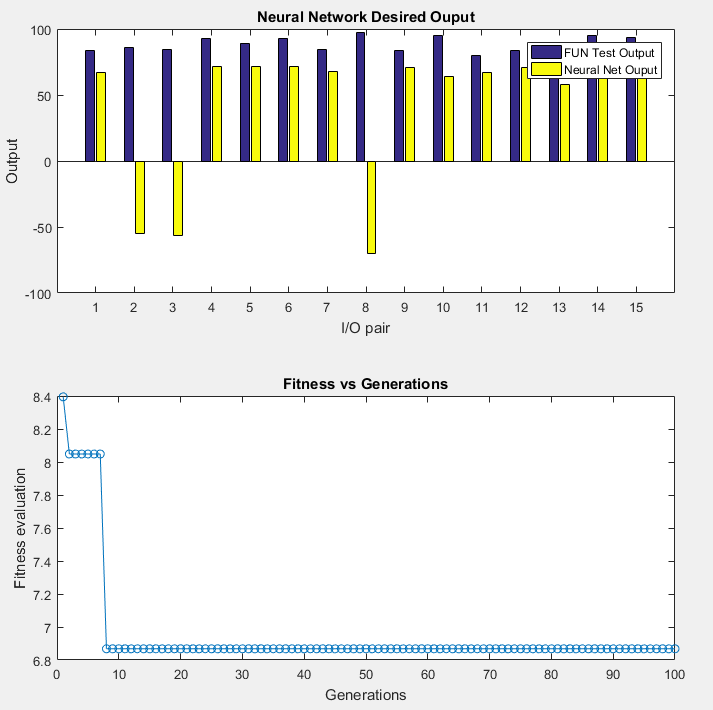 Neural Network Desired Ouput
FUN Test Output
Neural Net Ouput
Output
100
50
0
-50
-100
1 2 3 4 5 6 7 8 9 10 11 12 13 14 15
I/O pair
Fitness vs Generations
Fitness evaluation
8.4
8.2
8
7.8
7.6
7.4
7.2
7
6.8
0 10 20 30 40 50 60 70 80 90 100
Generations